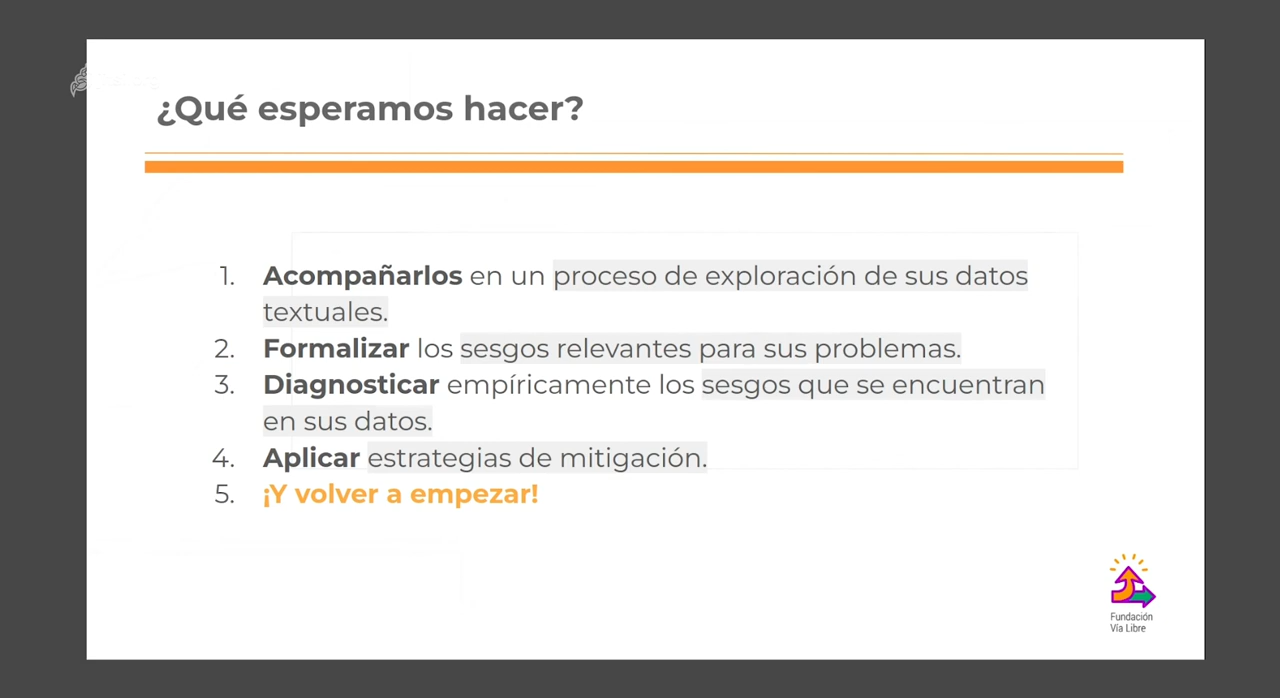 ¿Qué esperamos hacer?
1. Acompañarlos en un proceso de exploración de sus datos
textuales.
2. Formalizar los sesgos relevantes para sus problemas.
3. Diagnosticar empíricamente los sesgos que se encuentran
en sus datos.
4. Aplicar estrategias de mitigación.
5. ¡Y volver a empezar!
Fundación
Vía Libre